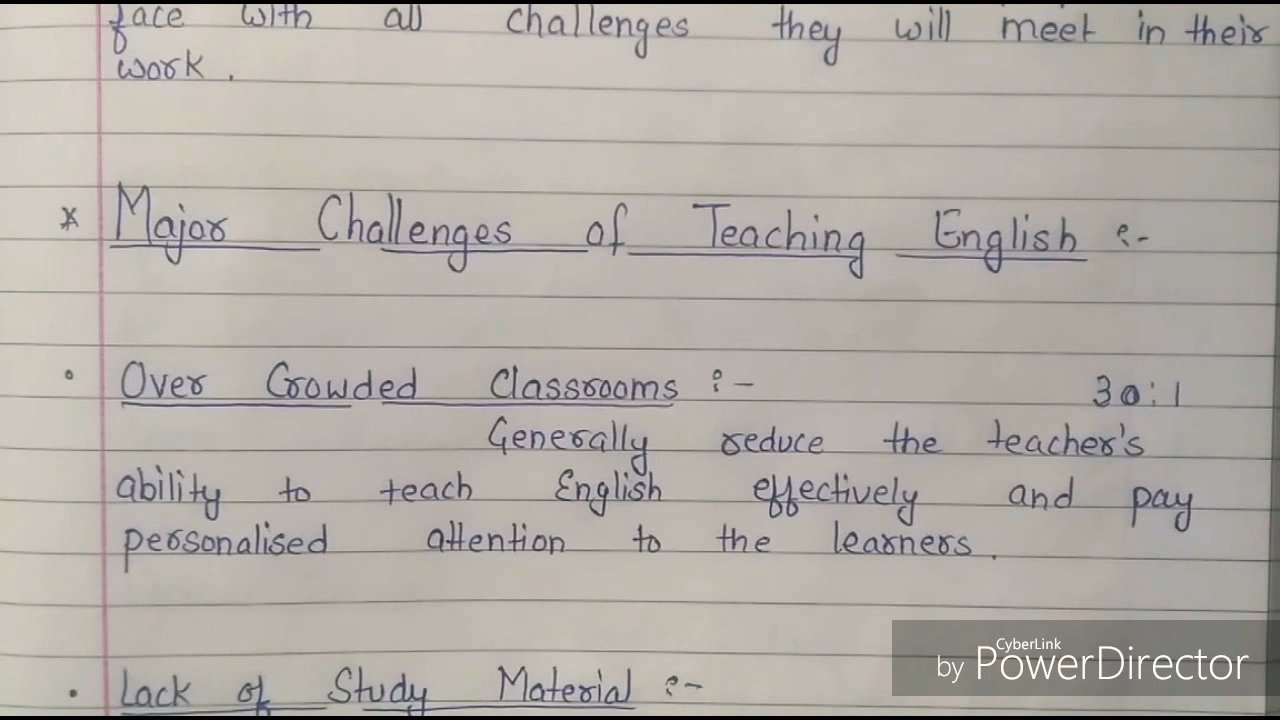 face with all challenges they will meet in their
work.
* Major Challenges of Teaching English :-
• Over Crowded Classrooms :- 30:1
Generally reduce the teacher's
ability to teach English effectively and pay
personalised attention to the learners.
• Lack of Study Material :-
CyberLink
by PowerDirector